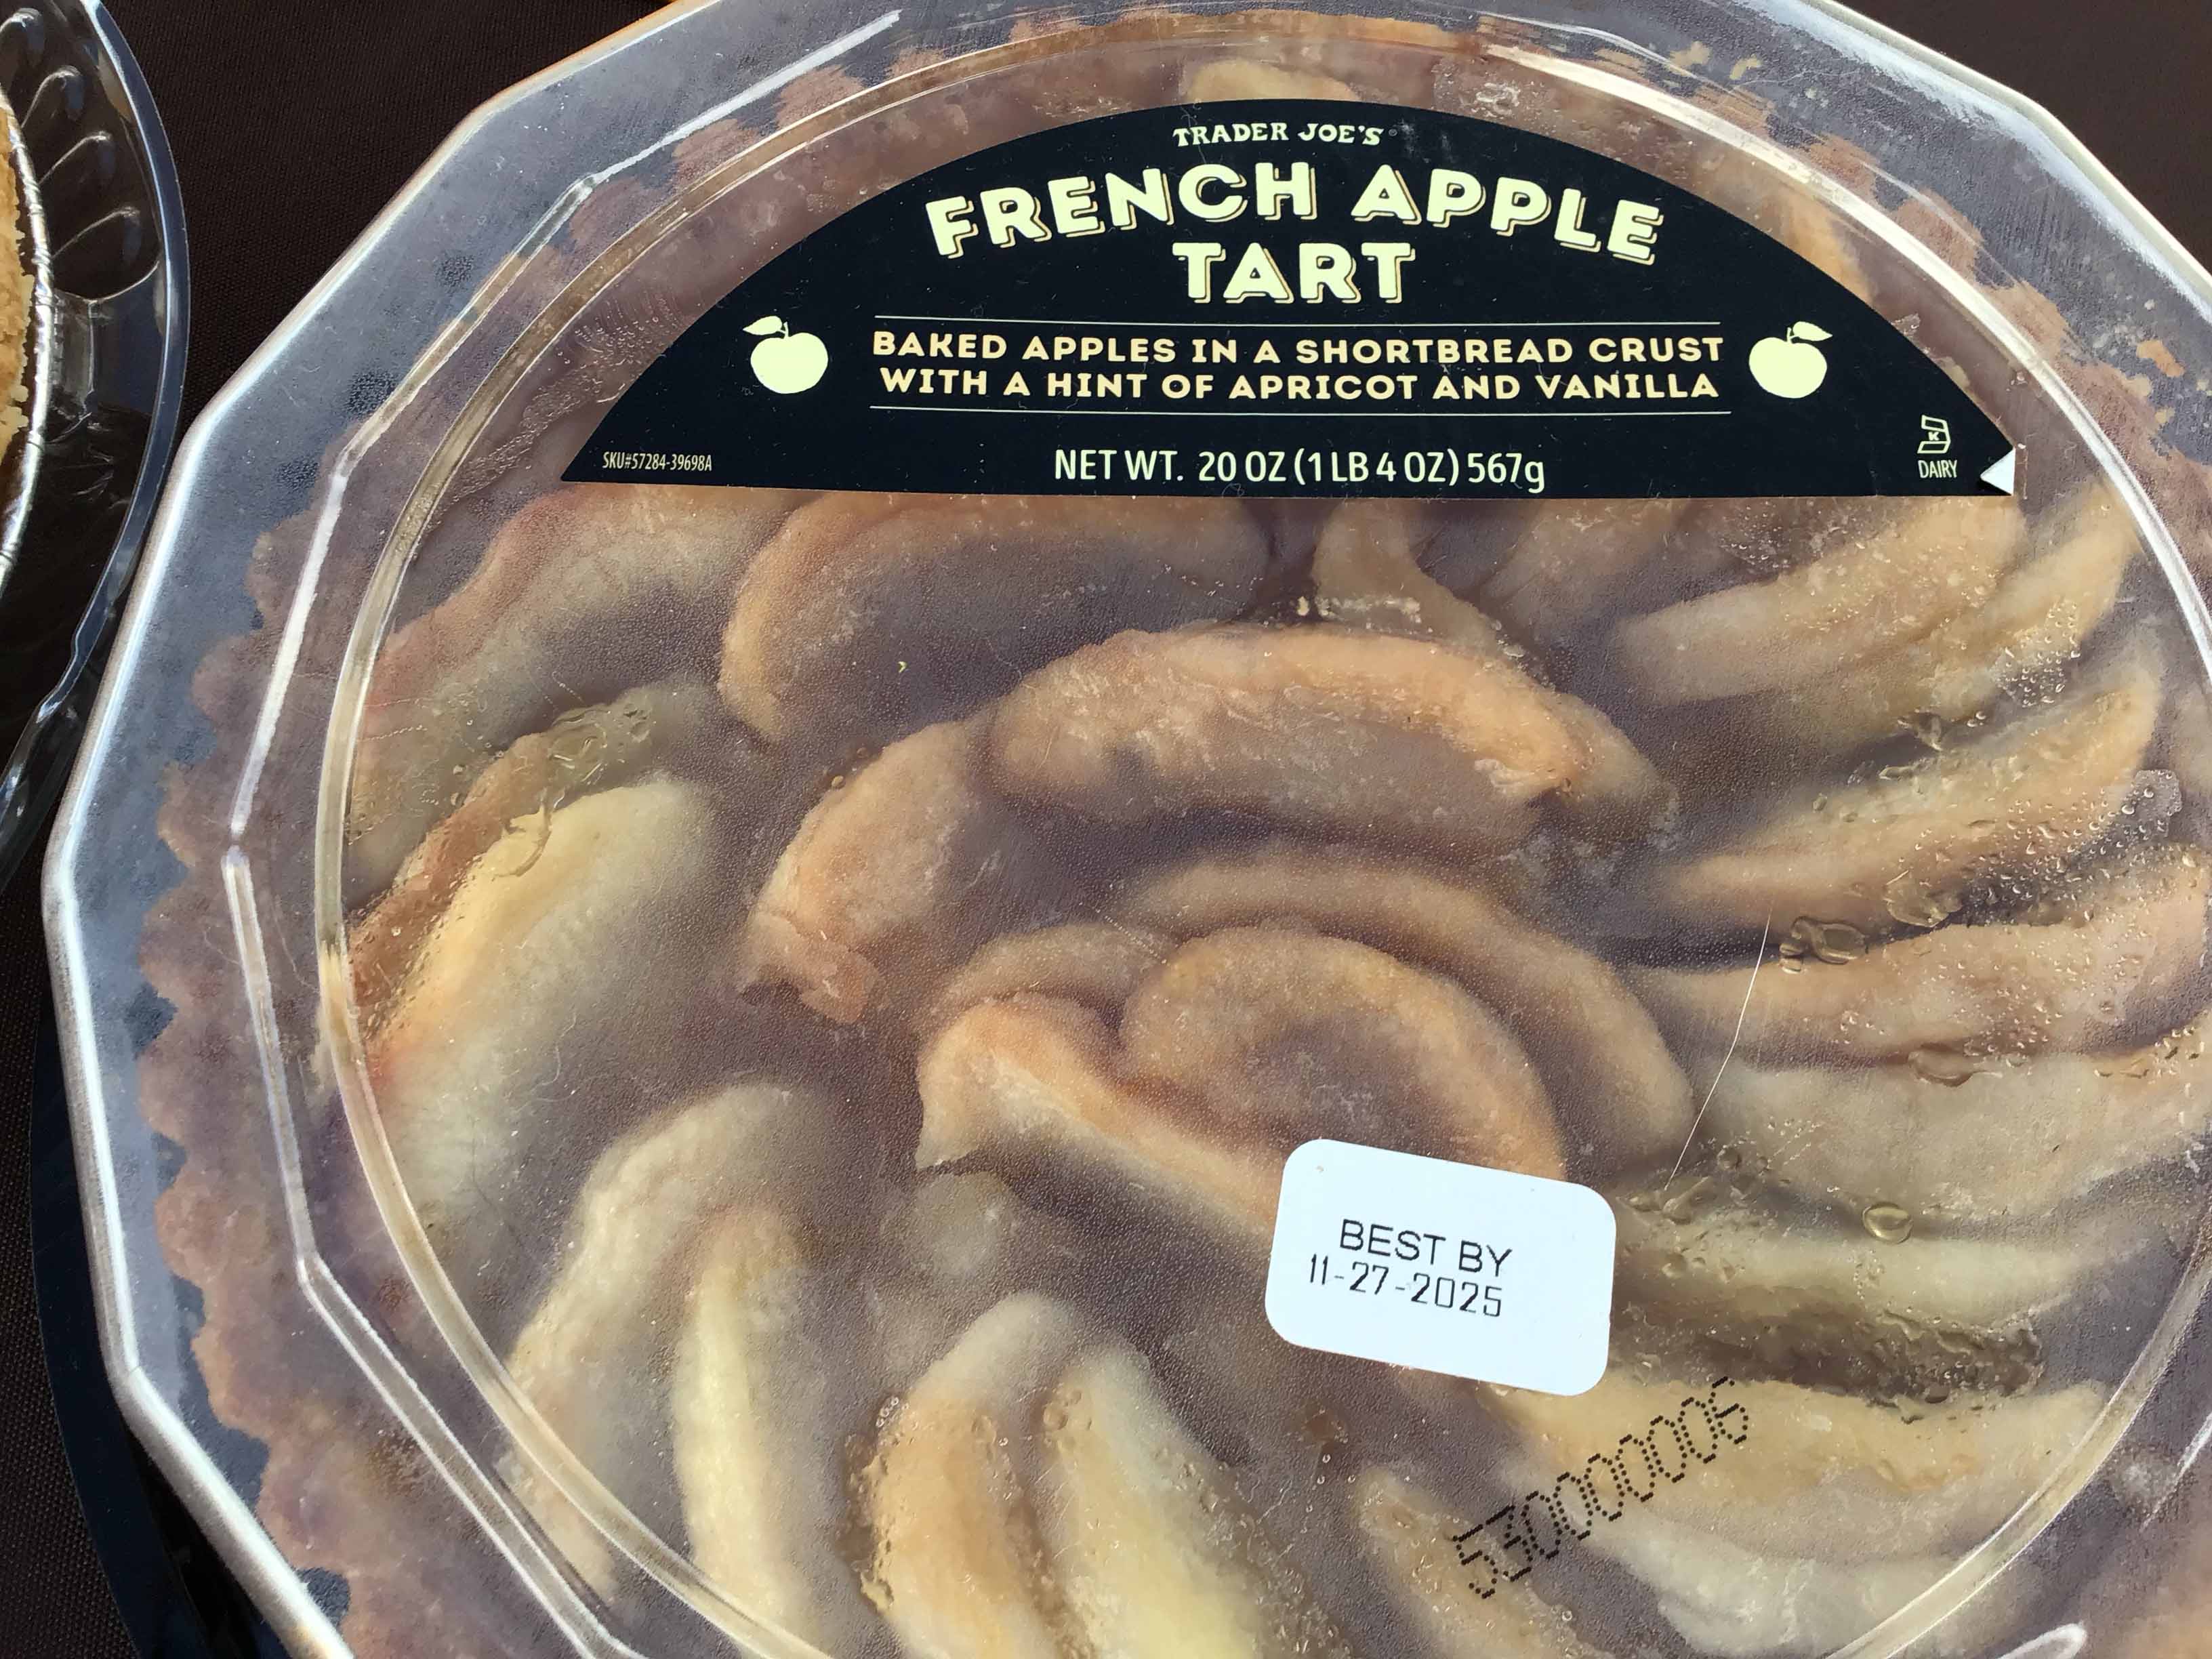 TRADER JOE'S
FRENCH APPLE
TART
BAKED APPLES IN A SHORTBREAD CRUST
WITH A HINT OF APRICOT AND VANILLA
SKU#57284-39698A
NET WT. 20 OZ (1 LB 4 OZ) 567g
K
DAIRY
BEST BY
11-27-2025